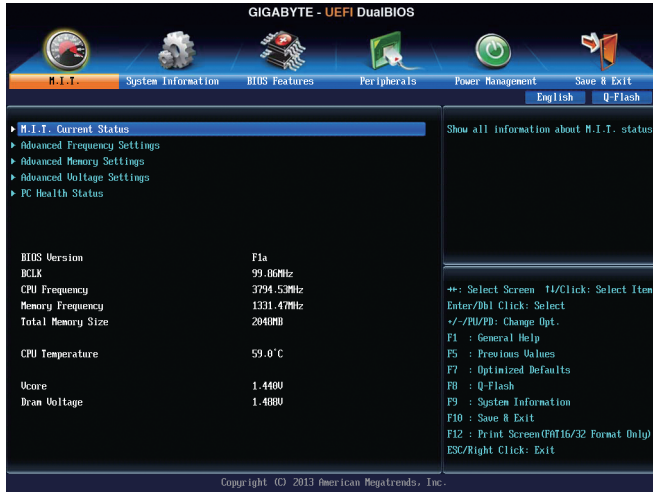 GIGABYTE - UEFI DualBIOS
M.I.T. System Information BIOS Features Peripherals Power Management Save & Exit
English Q-Flash
M.I.T. Current Status
Advanced Frequency Settings
Advanced Memory Settings
Advanced Voltage Settings
PC Health Status
BIOS Version F1a
BCLK 99.86MHz
CPU Frequency 3794.53MHz
Memory Frequency 1331.47MHz
Total Memory Size 2048MB
CPU Temperature 59.0°C
Vcore 1.440V
Dram Voltage 1.488V
Show all information about M.I.T. status
→←: Select Screen ↑↓/Click: Select Item
Enter/Dbl Click: Select
+/-/PU/PD: Change Opt.
F1 : General Help
F5 : Previous Values
F7 : Optimized Defaults
F8 : Q-Flash
F9 : System Information
F10 : Save & Exit
F12 : Print Screen(FAT16/32 Format Only)
ESC/Right Click: Exit
Copyright (C) 2013 American Megatrends, Inc.